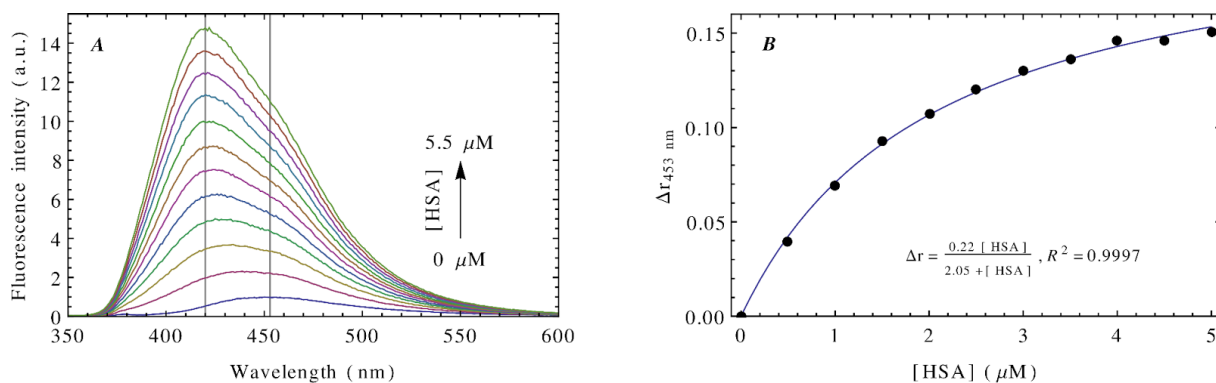 A
Fluorescence intensity (a.u.)
14
12
10
8
6
4
2
0
350
400
450
500
550
600
Wavelength (nm)
5.5 μM
[HSA]
0 μM
B
Δr453 nm
0.15
0.10
0.05
0.00
0
1
2
3
4
5
[HSA] (μM)
Δr = 0.22 [HSA] / 2.05 + [HSA] , R² = 0.9997